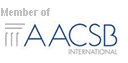 Member of
AACSB
INTERNATIONAL